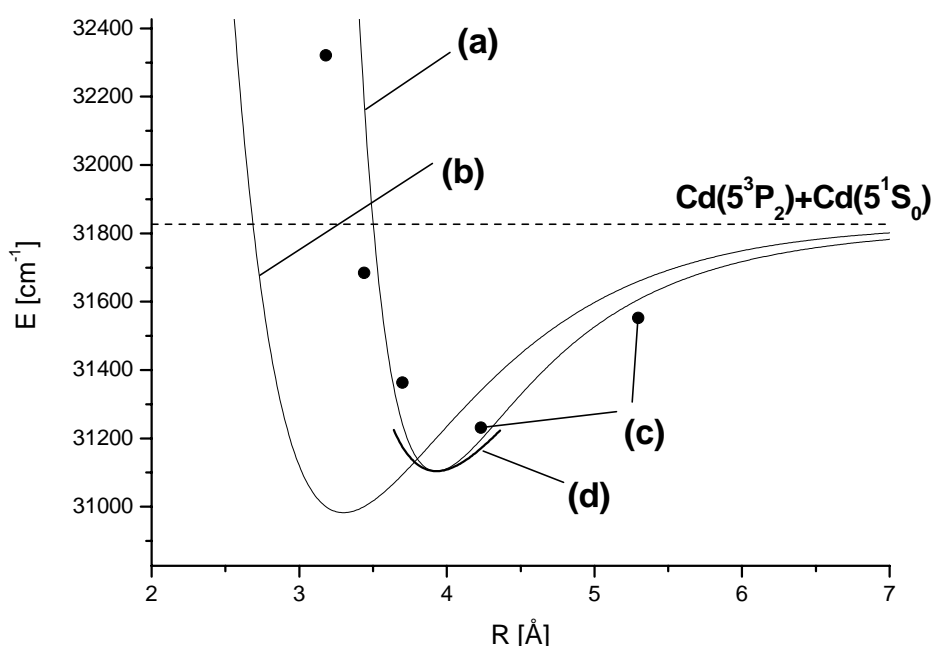 32400
32200
32000
31800
31600
31400
31200
31000
E [cm⁻¹]
(a)
(b)
Cd(5³P₂)+Cd(5¹S₀)
(c)
(d)
2
3
4
5
6
7
R [Å]